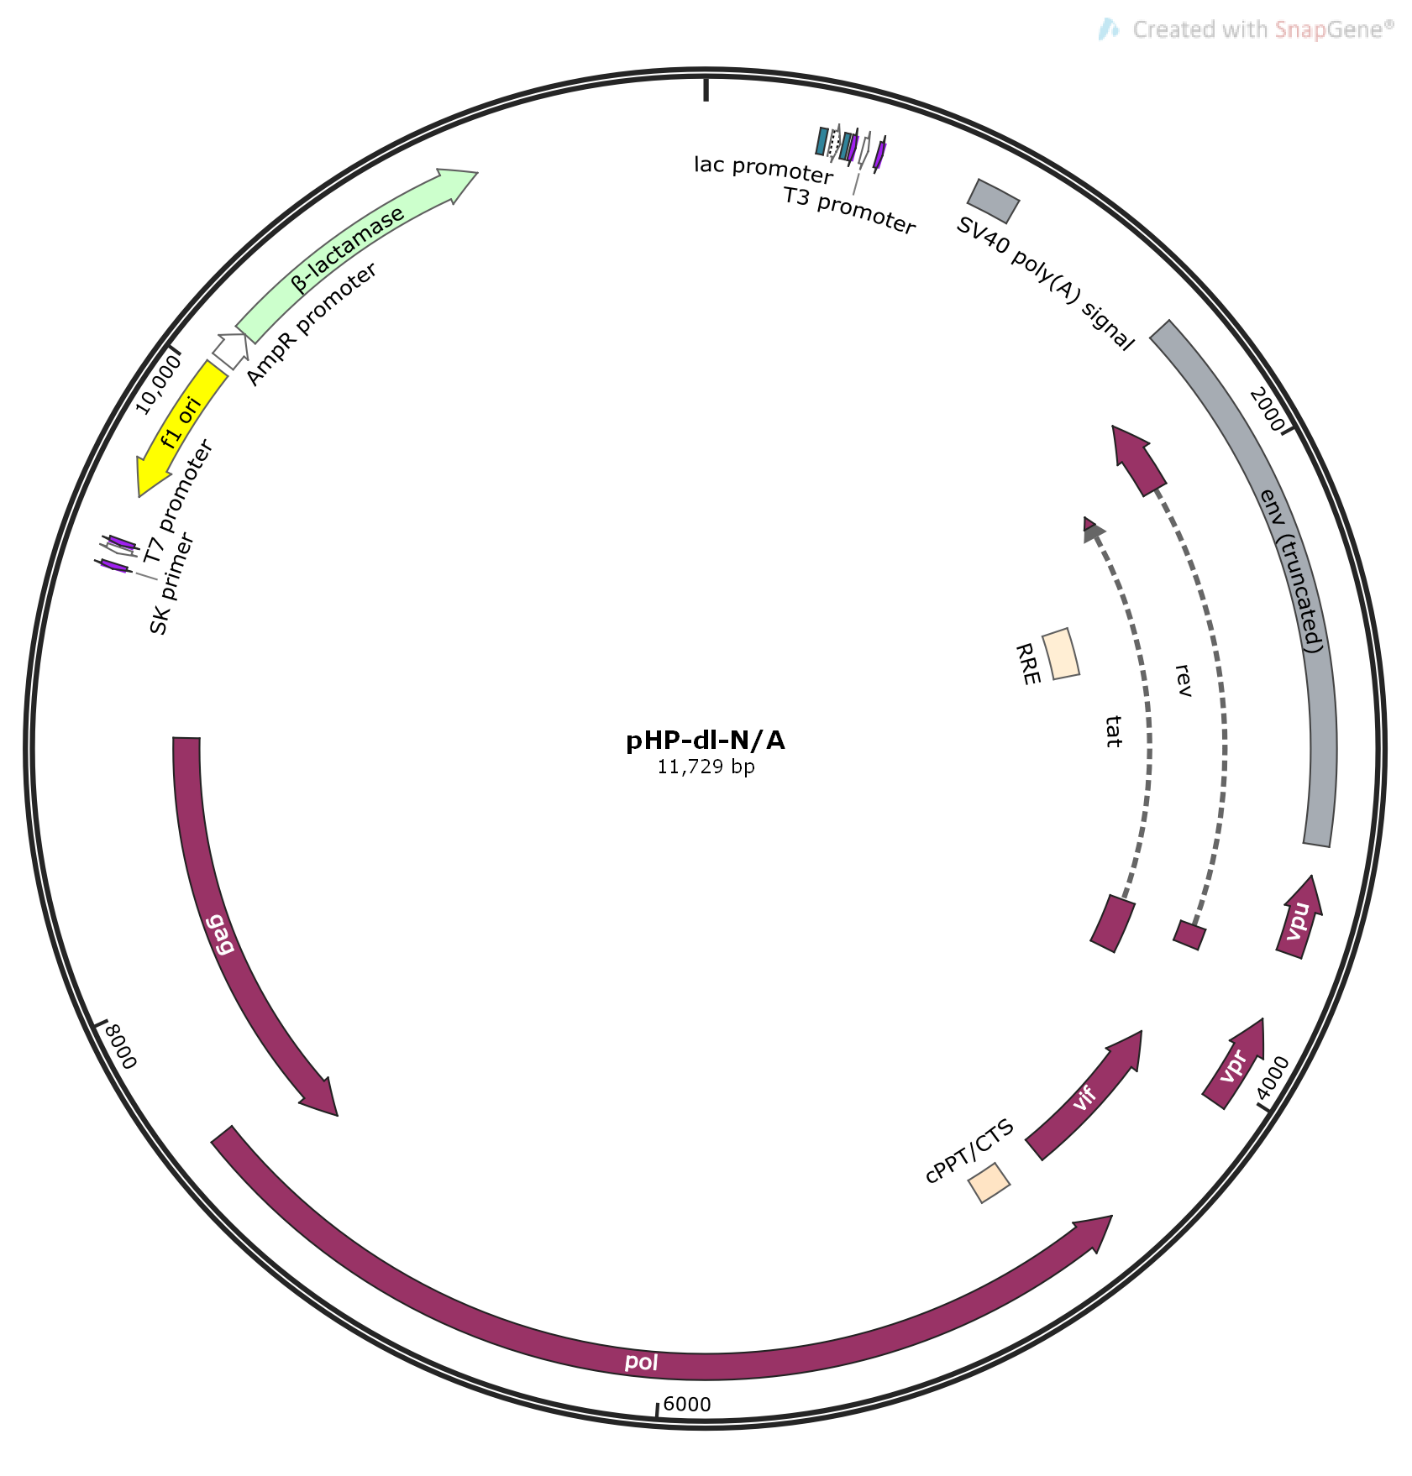 Created with SnapGene®
lac promoter
T3 promoter
SV40 poly(A) signal
β-lactamase
AmpR promoter
10,000
f1 ori
T7 promoter
SK primer
2000
env (truncated)
RRE
rev
tat
pHP-dl-N/A
11,729 bp
gag
vpu
8000
vpr
4000
vif
cPPT/CTS
pol
6000